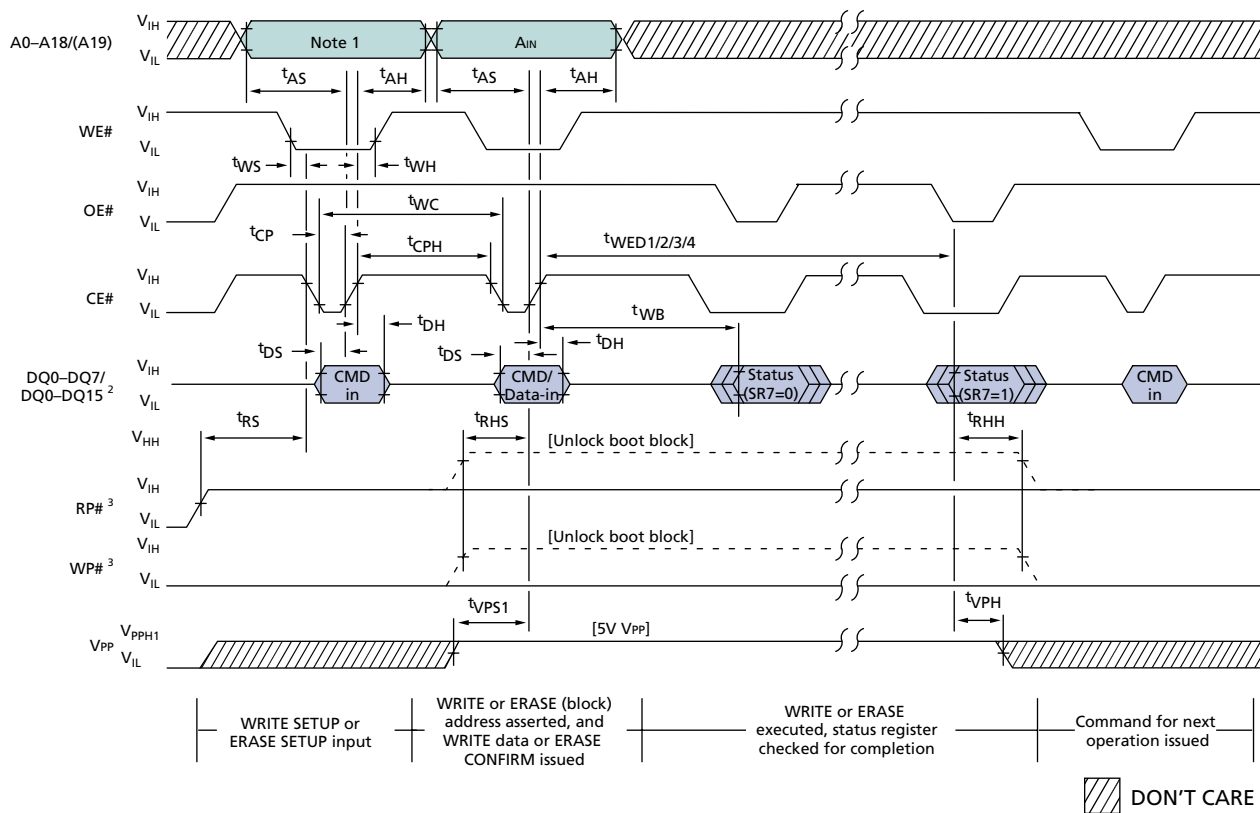 A0–A18/(A19)
VIH
VIL
Note 1
AIN
tAS
tAH
tAS
tAH
WE#
VIH
VIL
tWS
tWH
OE#
VIH
VIL
tWC
tCP
tCPH
tWED1/2/3/4
CE#
VIH
VIL
tWB
tDH
tDS
tDS
tDH
DQ0–DQ7/
DQ0–DQ15 2
VIH
VIL
CMD
in
CMD/
Data-in
Status
(SR7=0)
Status
(SR7=1)
CMD
in
tRS
tRHS
tRHH
VHH
[Unlock boot block]
RP# 3
VIH
VIL
WP# 3
VIH
VIL
[Unlock boot block]
tVPS1
tVPH
VPP
VPPH1
VIL
[5V VPP]
WRITE SETUP or
ERASE SETUP input
WRITE or ERASE (block)
address asserted, and
WRITE data or ERASE
CONFIRM issued
WRITE or ERASE
executed, status register
checked for completion
Command for next
operation issued
DON'T CARE